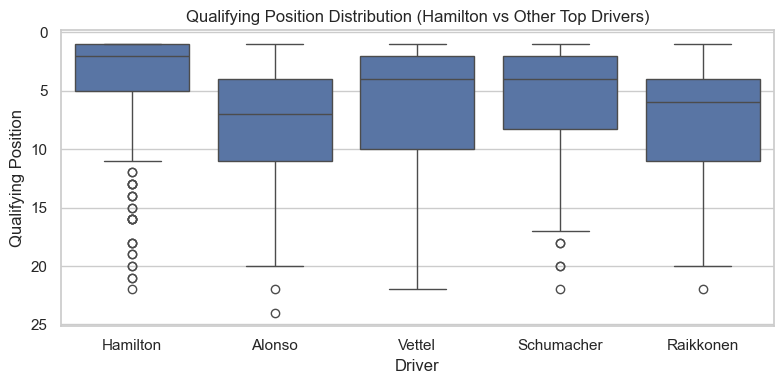 Qualifying Position Distribution (Hamilton vs Other Top Drivers)
0
5
10
15
20
25
Qualifying Position
Hamilton
Alonso
Vettel
Schumacher
Raikkonen
Driver